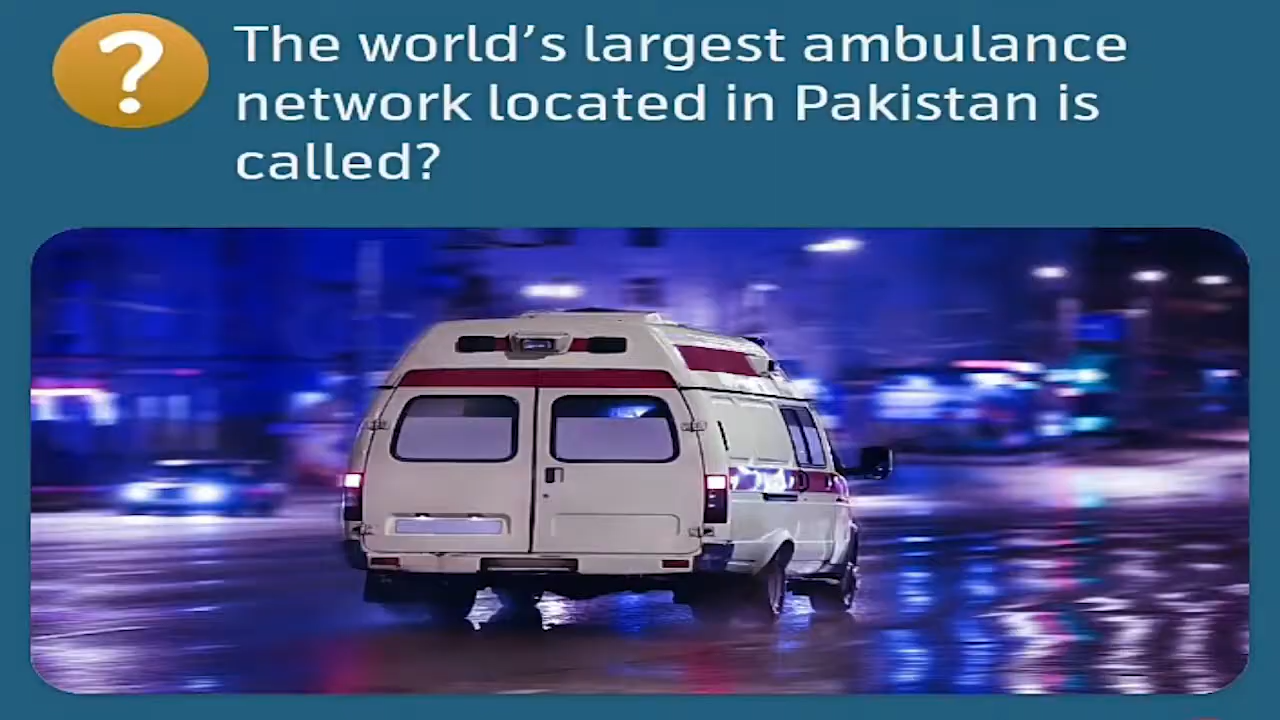 ?
The world's largest ambulance
network located in Pakistan is
called?